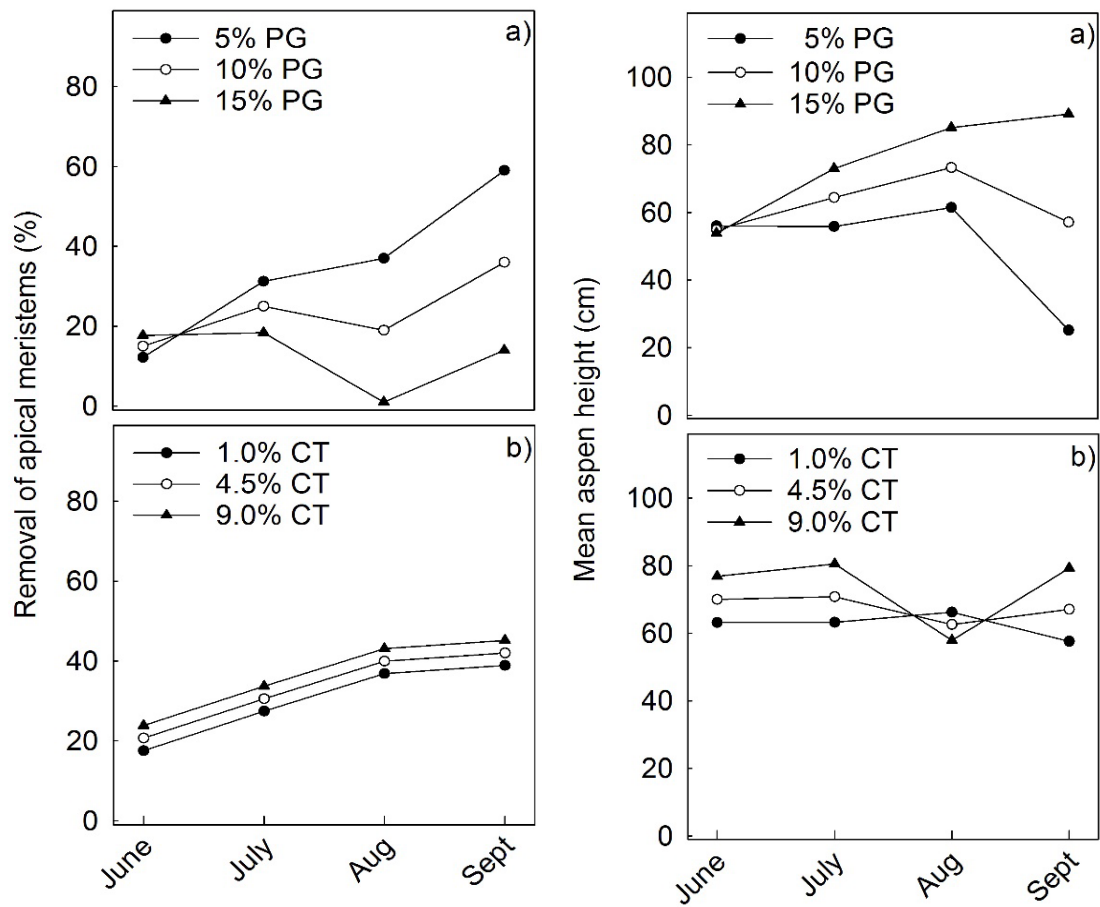 Removal of apical meristems (%)
a)
5% PG
10% PG
15% PG
80
60
40
20
0
b)
1.0% CT
4.5% CT
9.0% CT
80
60
40
20
0
June
July
Aug
Sept
Mean aspen height (cm)
a)
5% PG
10% PG
15% PG
100
80
60
40
20
0
b)
1.0% CT
4.5% CT
9.0% CT
100
80
60
40
20
0
June
July
Aug
Sept